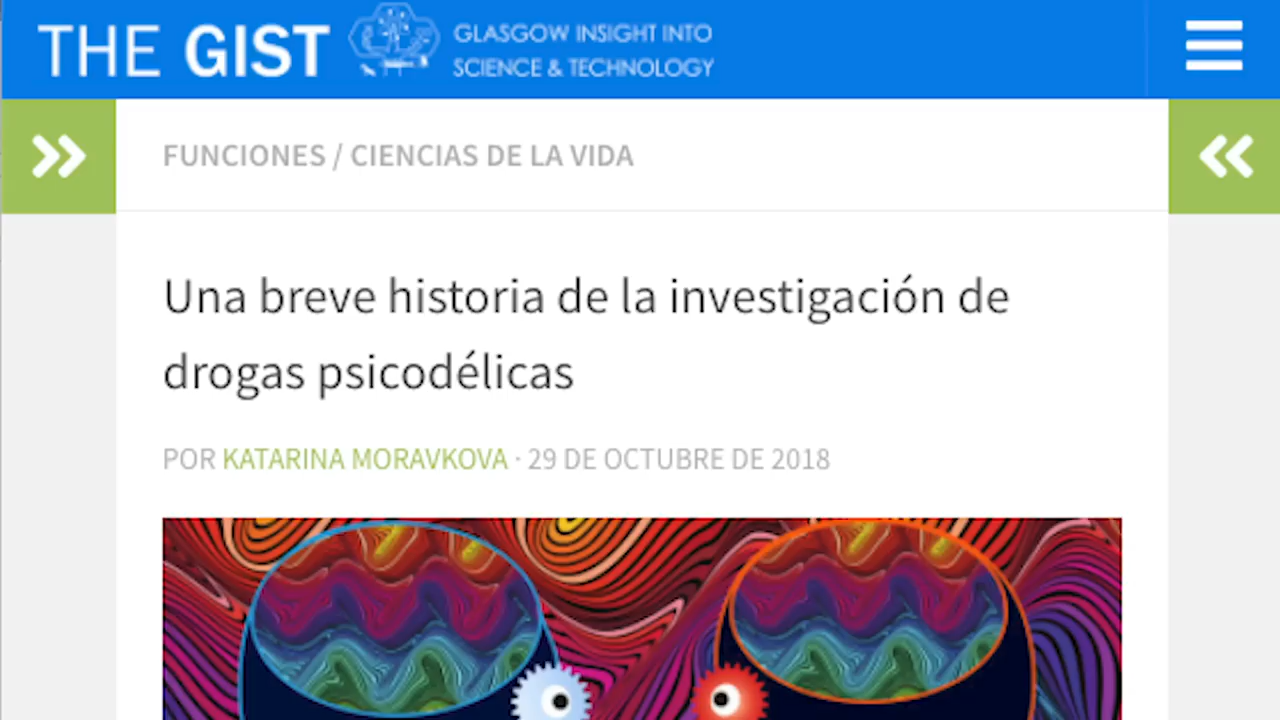 THE GIST
GLASGOW INSIGHT INTO
SCIENCE & TECHNOLOGY
FUNCIONES / CIENCIAS DE LA VIDA
Una breve historia de la investigación de
drogas psicodélicas
POR KATARINA MORAVKOVA · 29 DE OCTUBRE DE 2018